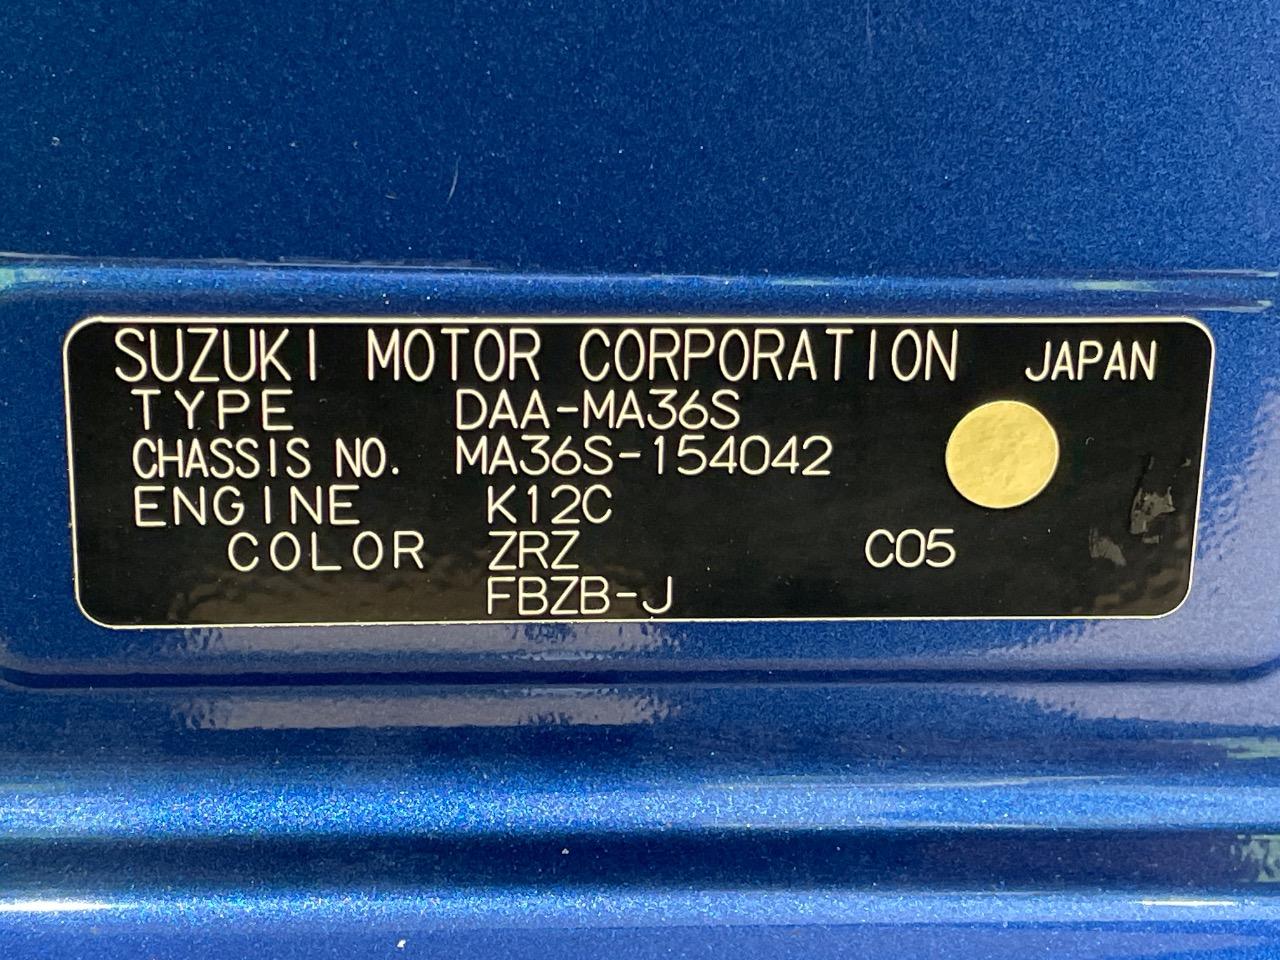 SUZUKI MOTOR CORPORATION JAPAN
TYPE DAA-MA36S
CHASSIS NO. MA36S-154042
ENGINE K12C
COLOR ZRZ C05
FBZB-J